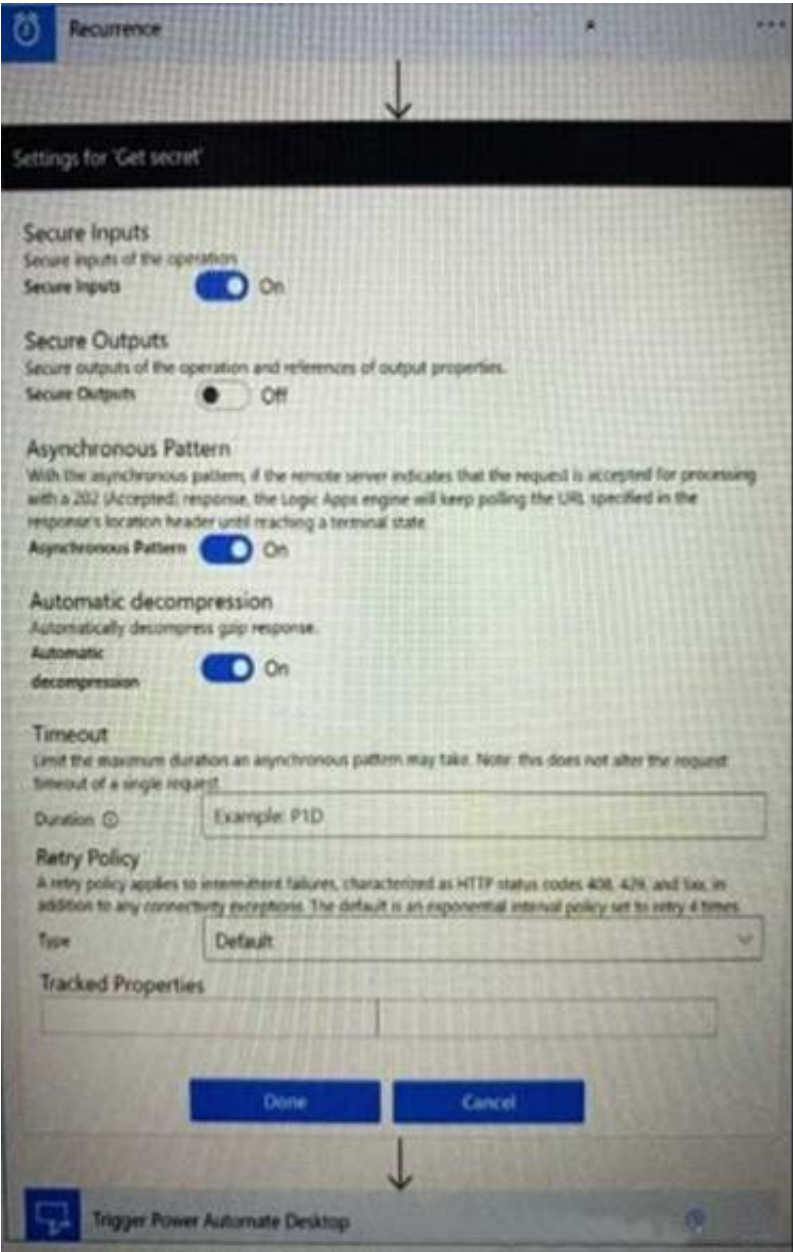 Recurrence
Settings for 'Get secret'
Secure Inputs
Secure inputs of the operation
Secure Inputs
On
Secure Outputs
Secure outputs of the operation and references of output properties.
Secure Outputs
Off
Asynchronous Pattern
With the asynchronous pattern, if the remote server indicates that the request is accepted for processing
with a 202 (Accepted) response, the Logic Apps engine will keep polling the URL specified in the
response's location header until reaching a terminal state
Asynchronous Pattern
On
Automatic decompression
Automatically decompress gzip response.
Automatic
decompression
On
Timeout
Limit the maximum duration an asynchronous pattern may take. Note: this does not alter the request
timeout of a single request
Duration
Example: P1D
Retry Policy
A retry policy applies to intermittent failures, characterized as HTTP status codes 408, 429, and 5xx, in
addition to any connectivity exceptions. The default is an exponential interval policy set to retry 4 times
Type
Default
Tracked Properties
Done
Cancel
Trigger Power Automate Desktop